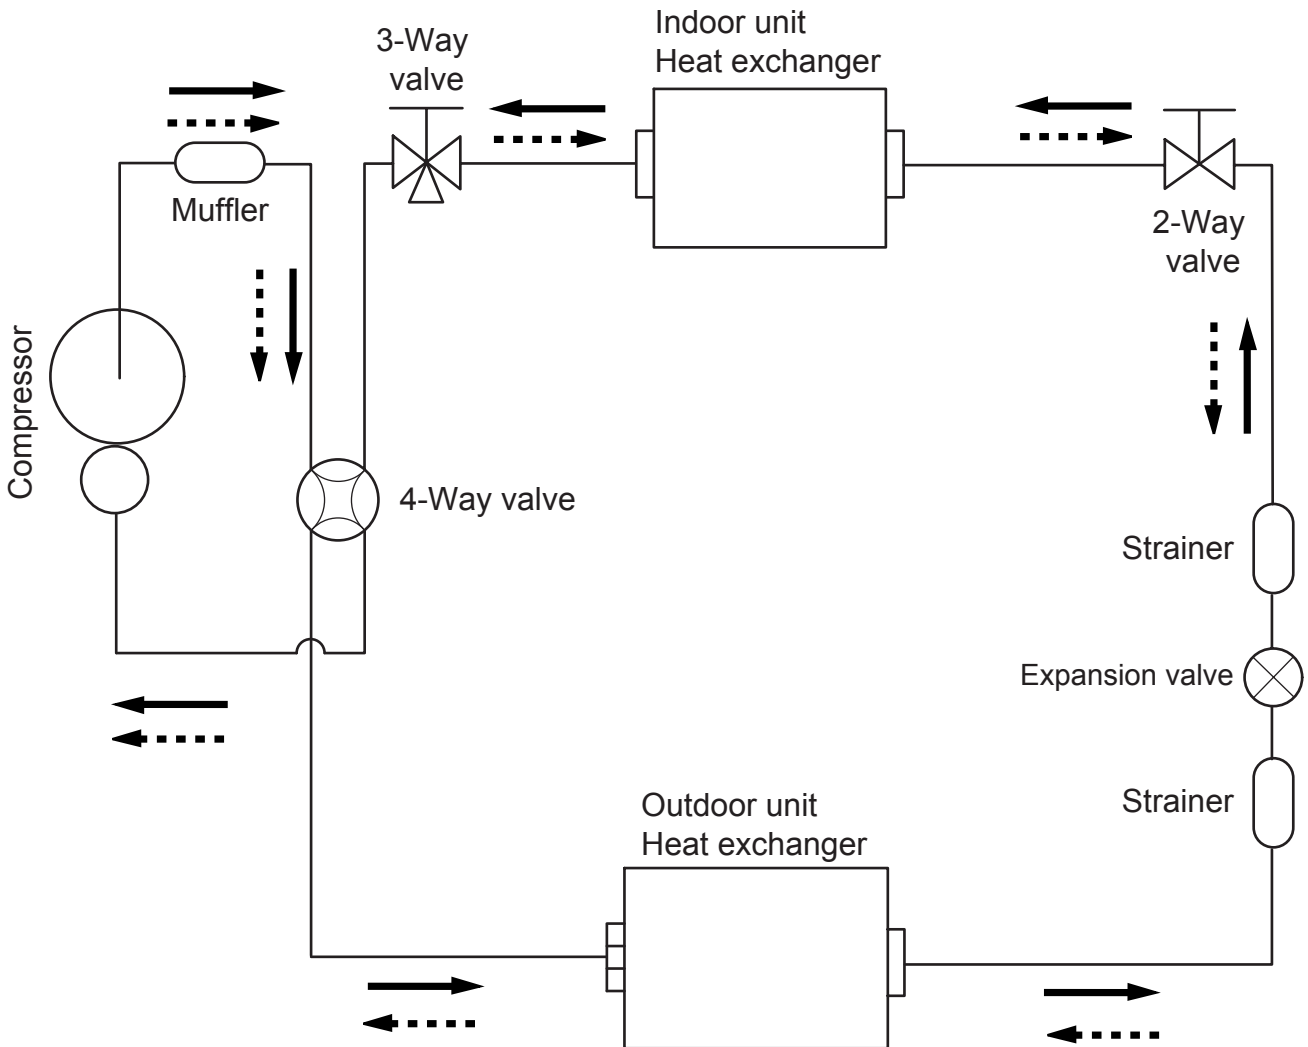 Indoor unit
Heat exchanger
3-Way
valve
Muffler
2-Way
valve
Compressor
4-Way valve
Strainer
Expansion valve
Strainer
Outdoor unit
Heat exchanger